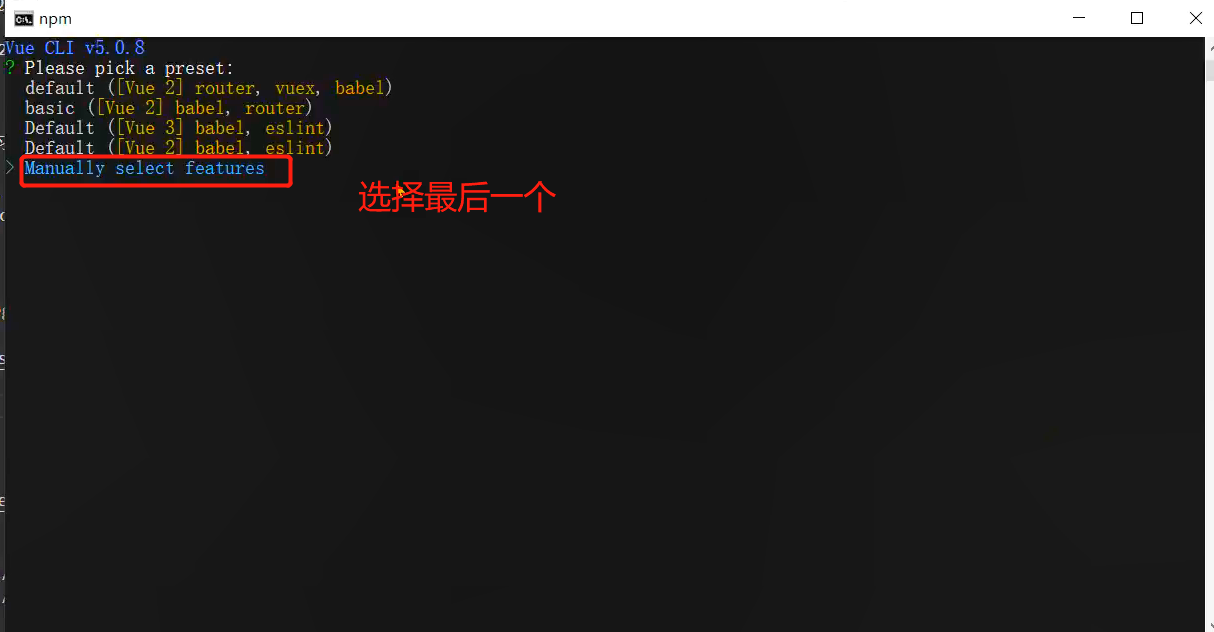 npm
Vue CLI v5.0.8
? Please pick a preset:
default ([Vue 2] router, vuex, babel)
basic ([Vue 2] babel, router)
Default ([Vue 3] babel, eslint)
Default ([Vue 2] babel, eslint)
> Manually select features
选择最后一个